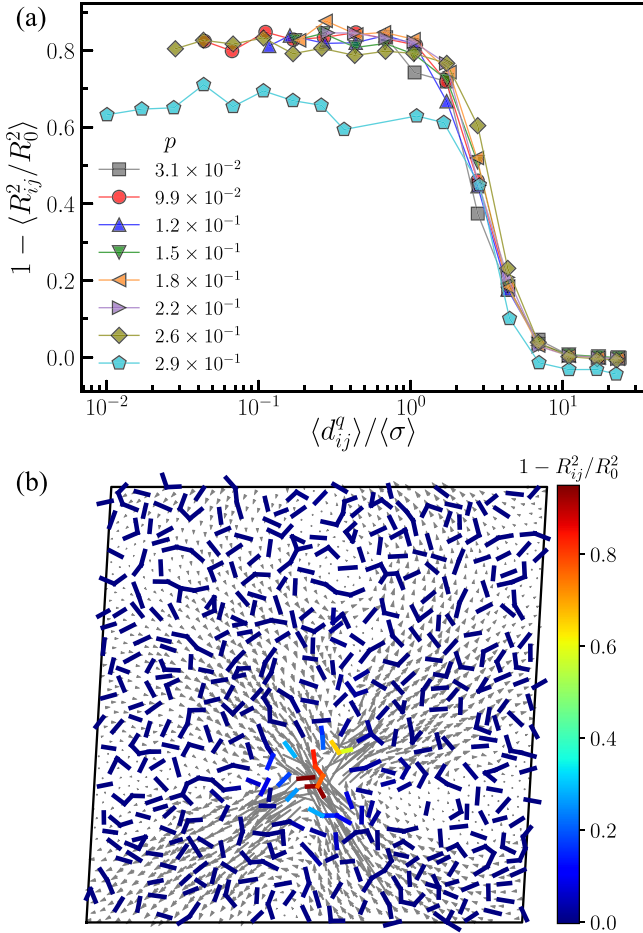 (a)
1 − ⟨R²ᵢⱼ/R²₀⟩
0.8
0.6
0.4
0.2
0.0
p
3.1 × 10⁻²
9.9 × 10⁻²
1.2 × 10⁻¹
1.5 × 10⁻¹
1.8 × 10⁻¹
2.2 × 10⁻¹
2.6 × 10⁻¹
2.9 × 10⁻¹
10⁻² 10⁻¹ 10⁰ 10¹
⟨d^q_ij⟩/⟨σ⟩
(b)
1 − R²ᵢⱼ/R²₀
0.8
0.6
0.4
0.2
0.0